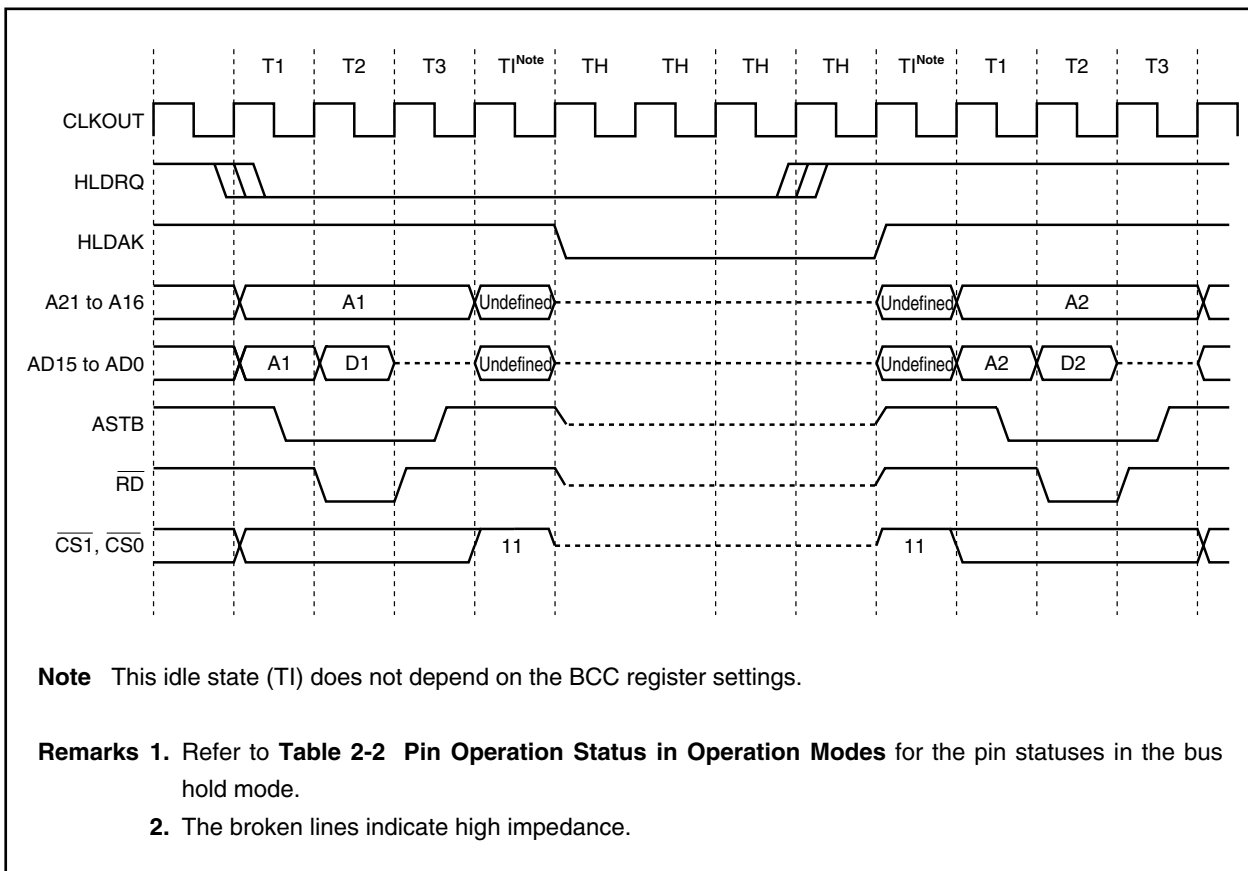 T1 T2 T3 TINote TH TH TH TH TINote T1 T2 T3
CLKOUT
HLDRQ
HLDAK
A21 to A16 A1 Undefined Undefined A2
AD15 to AD0 A1 D1 Undefined Undefined A2 D2
ASTB
RD
CS1, CS0 11 11
Note This idle state (TI) does not depend on the BCC register settings.
Remarks 1. Refer to Table 2-2 Pin Operation Status in Operation Modes for the pin statuses in the bus
hold mode.
2. The broken lines indicate high impedance.